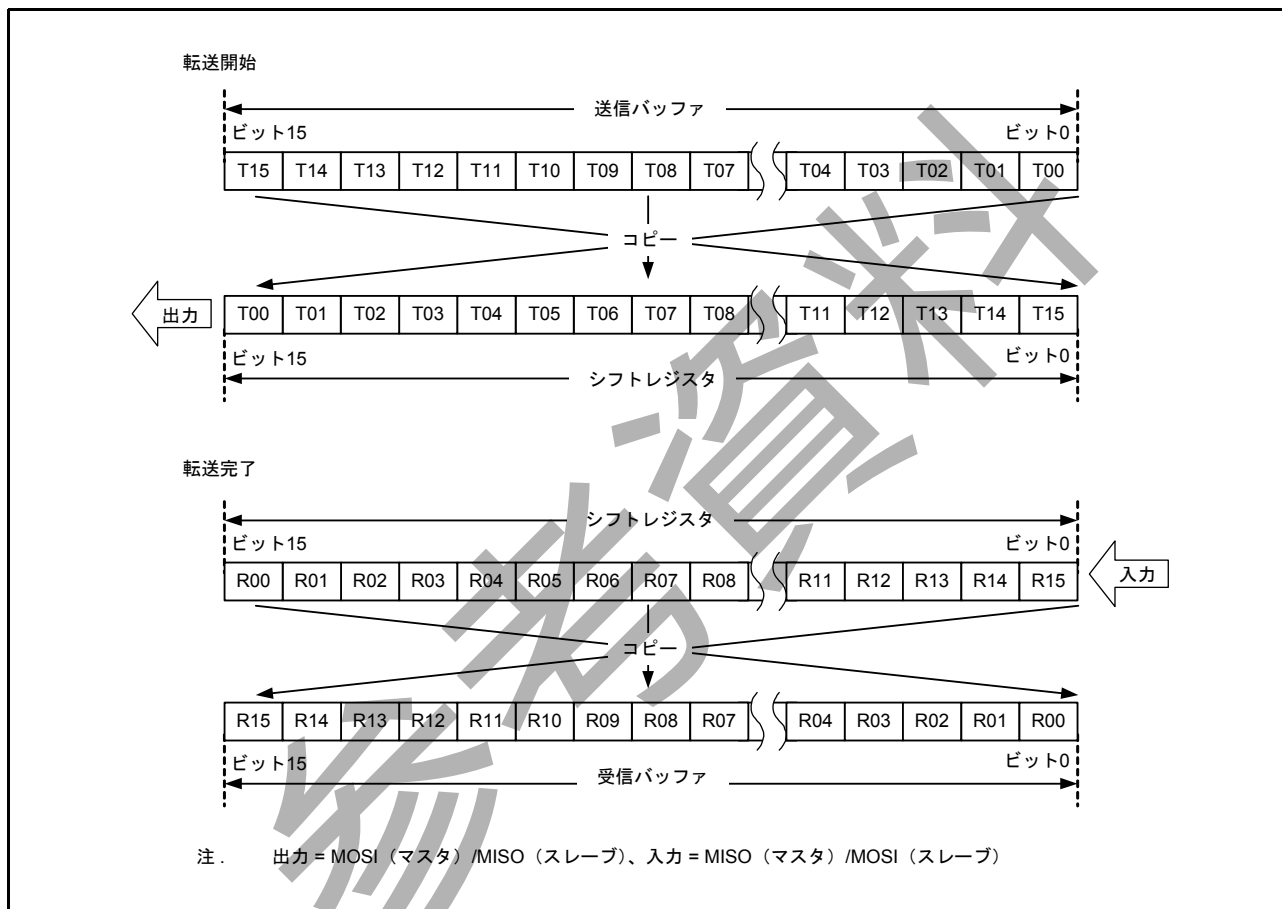 転送開始
送信バッファ
ビット15 ビット0
T15 T14 T13 T12 T11 T10 T09 T08 T07 T04 T03 T02 T01 T00
コピー
出力 T00 T01 T02 T03 T04 T05 T06 T07 T08 T11 T12 T13 T14 T15
ビット15 ビット0
シフトレジスタ
転送完了
シフトレジスタ
ビット15 ビット0
R00 R01 R02 R03 R04 R05 R06 R07 R08 R11 R12 R13 R14 R15 入力
コピー
R15 R14 R13 R12 R11 R10 R09 R08 R07 R04 R03 R02 R01 R00
ビット15 ビット0
受信バッファ
注 . 出力 = MOSI(マスタ)/MISO(スレーブ)、入力 = MISO(マスタ)/MOSI(スレーブ)
参考資料